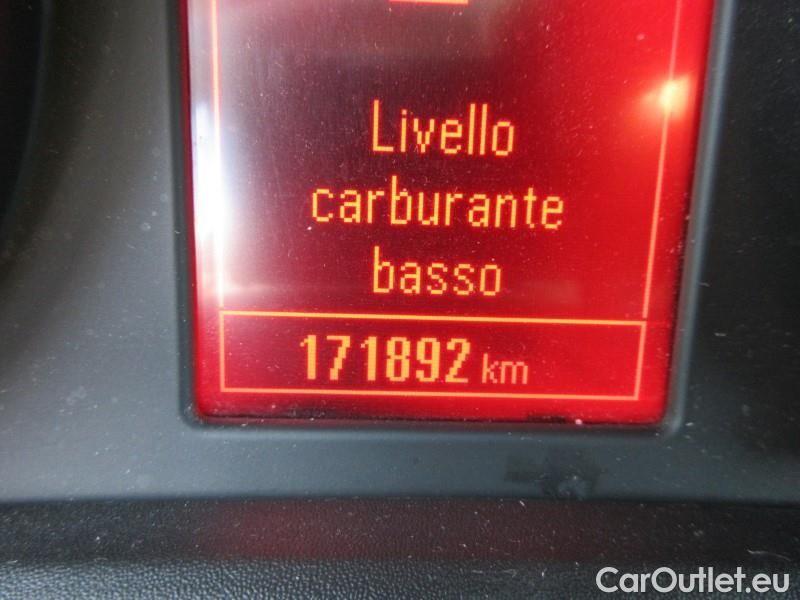 Livello
carburante
basso
171892 km
CarOutlet.eu